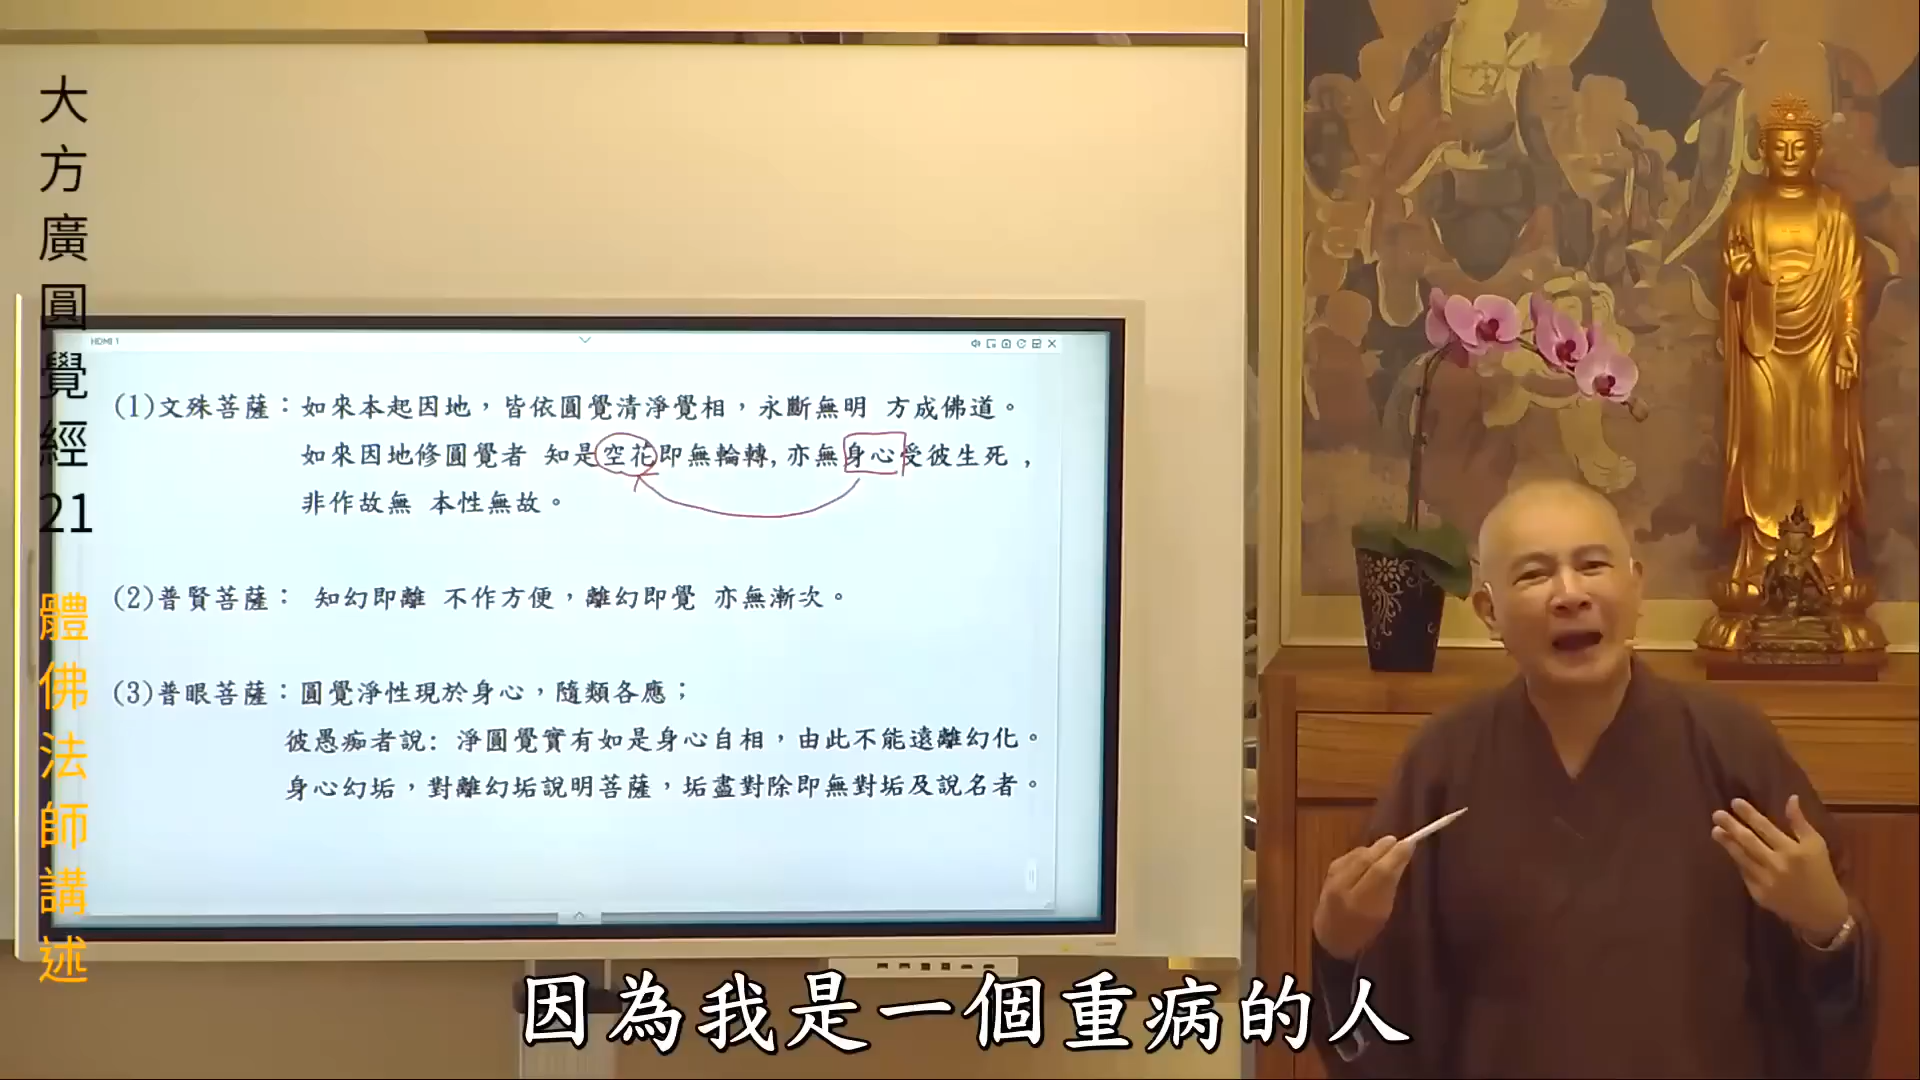 大方廣圓覺經21 體佛法師講述
HDMI 1
(1)文殊菩薩：如來本起因地，皆依圓覺清淨覺相，永斷無明 方成佛道。
如來因地修圓覺者 知是空花即無輪轉,亦無身心受彼生死，
非作故無 本性無故。
(2)普賢菩薩： 知幻即離 不作方便，離幻即覺 亦無漸次。
(3)普眼菩薩：圓覺淨性現於身心，隨類各應；
彼愚痴者說: 淨圓覺實有如是身心自相，由此不能遠離幻化。
身心幻垢，對離幻垢說明菩薩，垢盡對除即無對垢及說名者。
因為我是一個重病的人